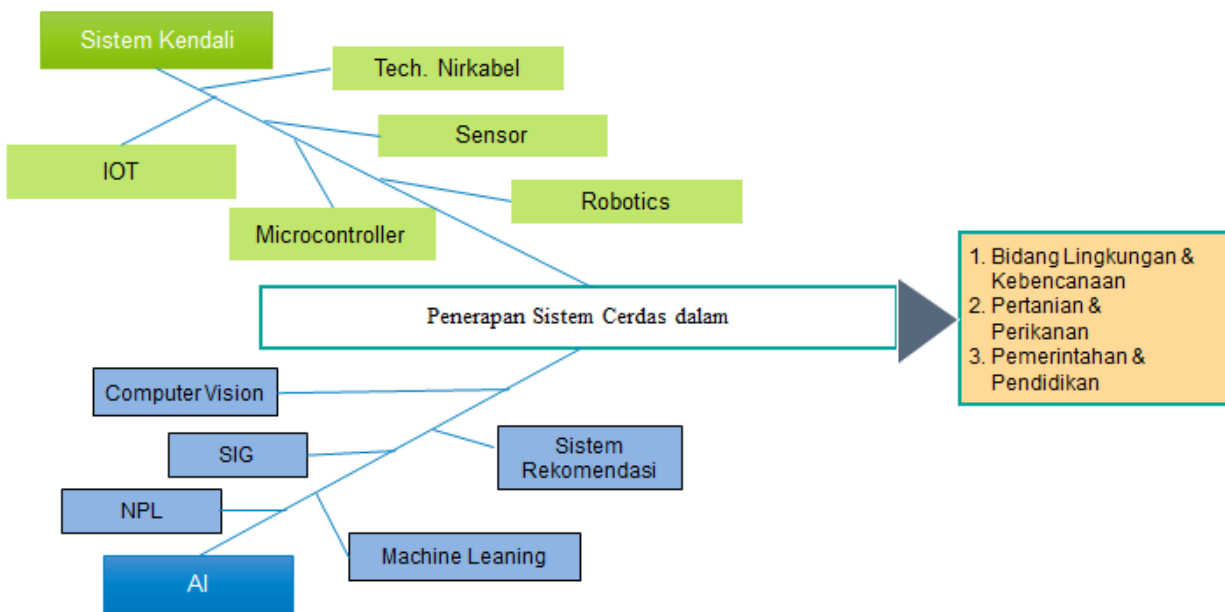 Sistem Kendali
Tech. Nirkabel
Sensor
IOT
Robotics
Microcontroller
Penerapan Sistem Cerdas dalam
1. Bidang Lingkungan &
Kebencanaan
2. Pertanian &
Perikanan
3. Pemerintahan &
Pendidikan
Computer Vision
Sistem
Rekomendasi
SIG
NPL
Machine Leaning
AI